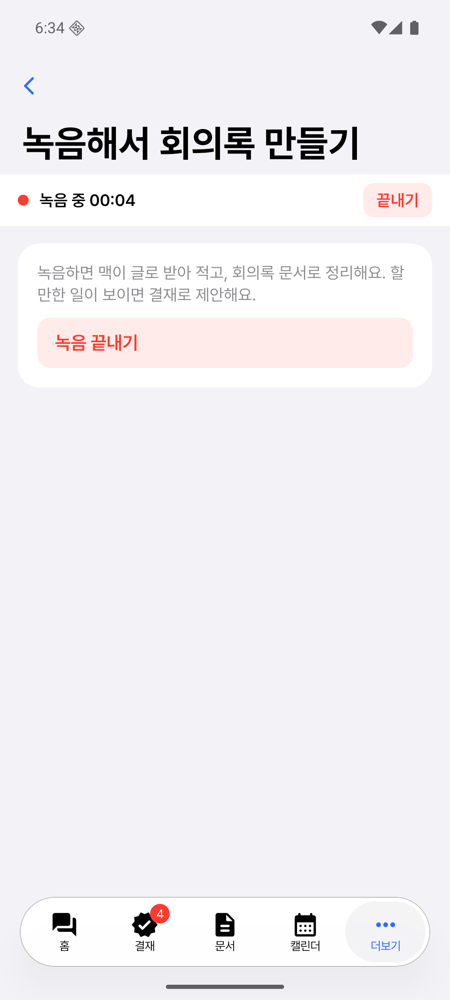 6:34
녹음해서 회의록 만들기
녹음 중 00:04
끝내기
녹음하면 맥이 글로 받아 적고, 회의록 문서로 정리해요. 할
만한 일이 보이면 결재로 제안해요.
녹음 끝내기
4
홈
결재
문서
캘린더
더보기